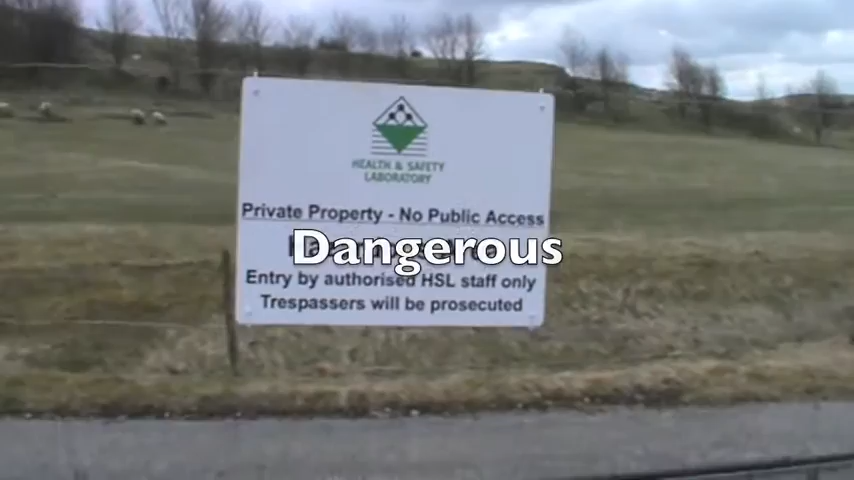 HEALTH & SAFETY
LABORATORY
Private Property - No Public Access
Dangerous
Entry by authorised HSL staff only
Trespassers will be prosecuted